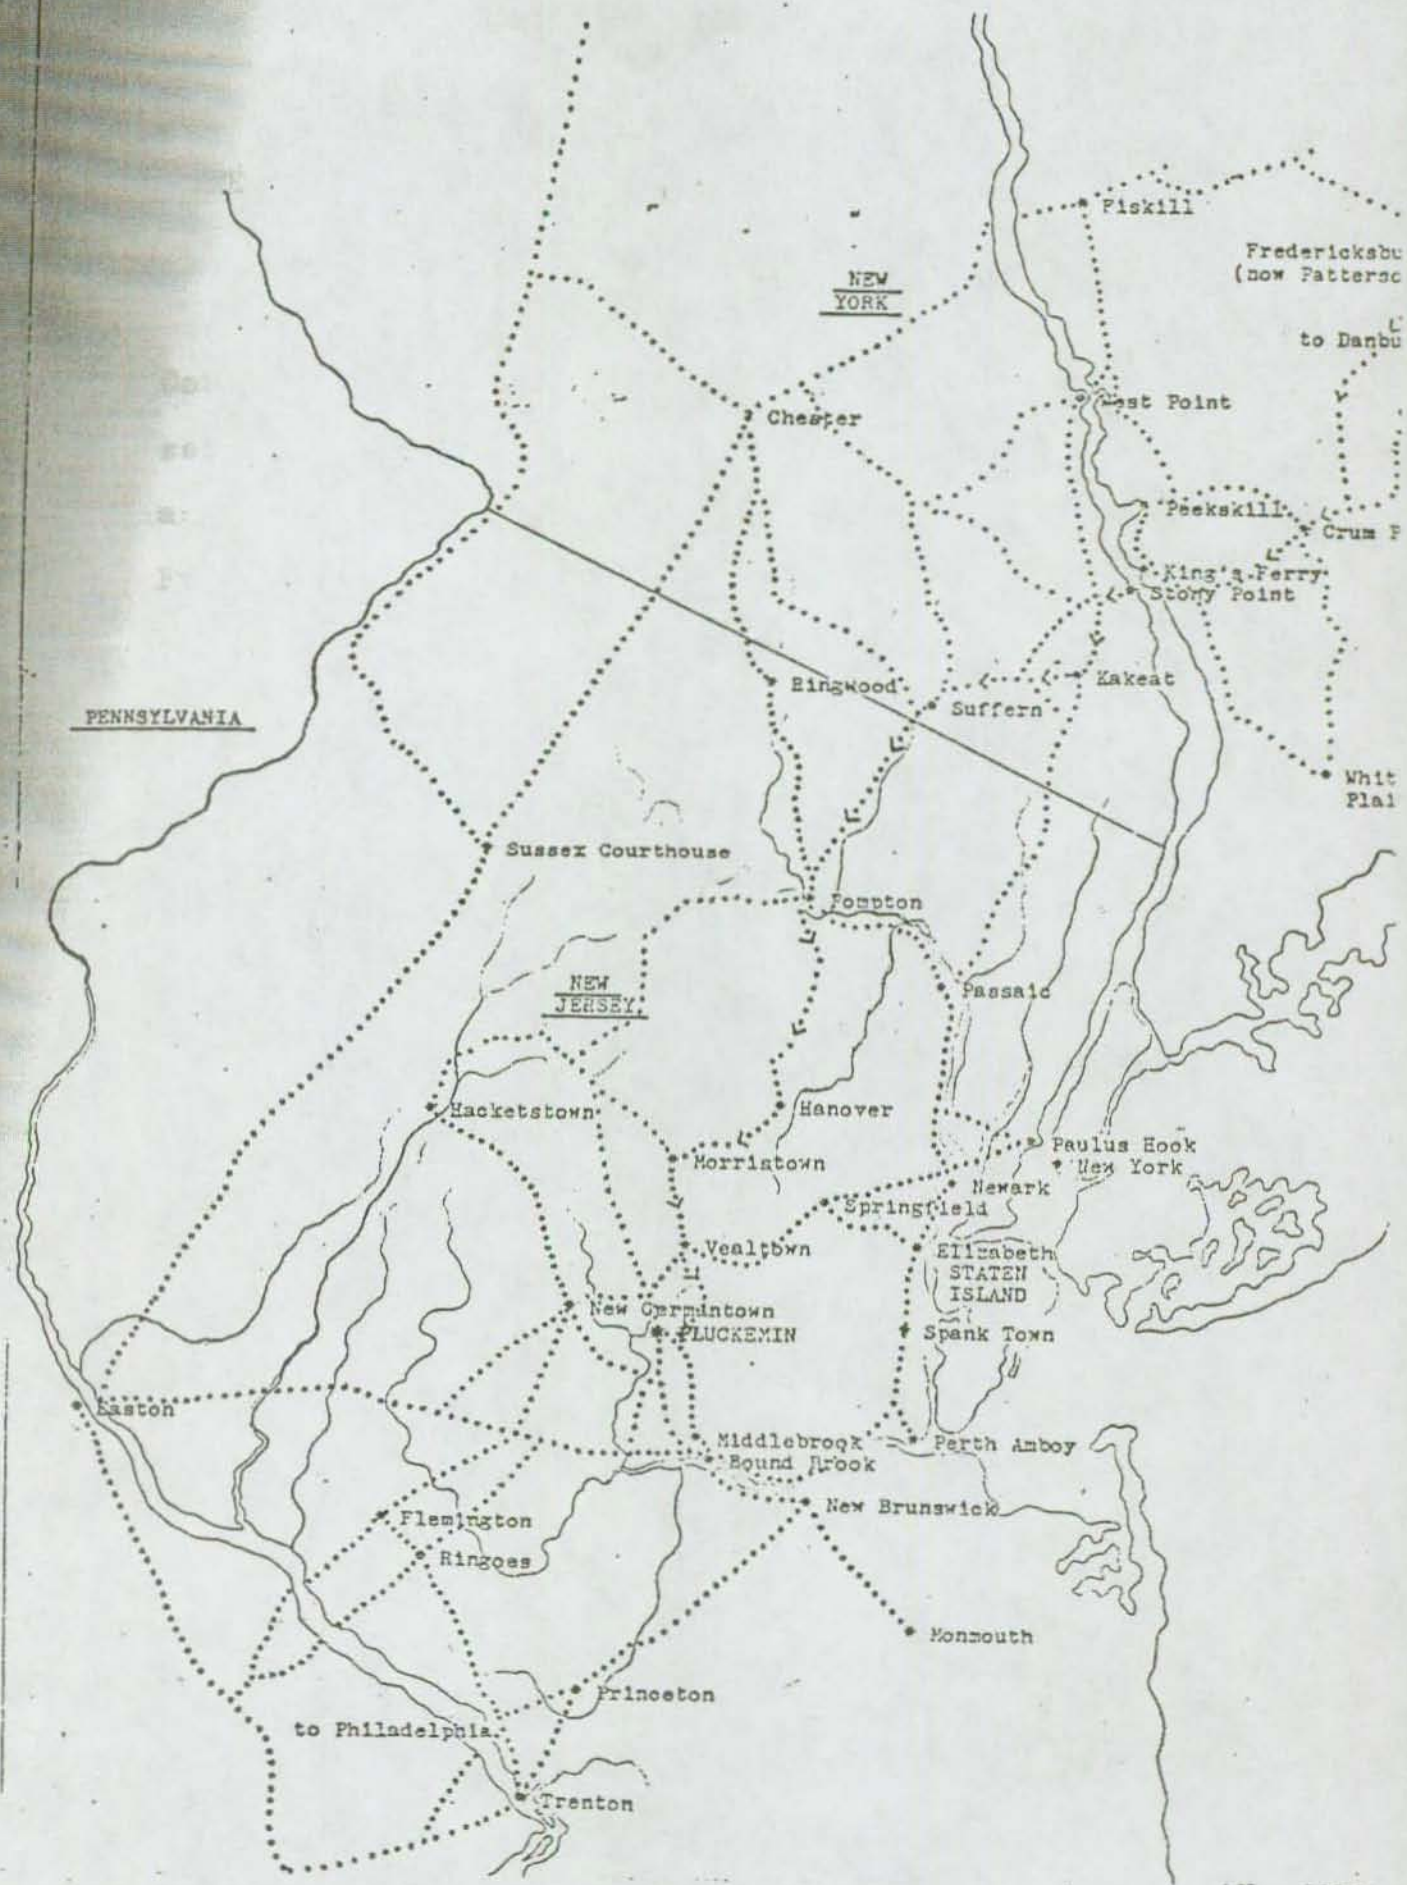 Fiskill
Fredericksbu
(now Patterso
NEW
YORK
to Danbu
Chester
st Point
Peekskill
Crum P
King's Ferry
Stony Point
Ringwood
Kakeat
Suffern
PENNSYLVANIA
Whit
Plai
Sussex Courthouse
Pompton
NEW
JERSEY
Passaic
Hacketstown
Hanover
Morristown
Paulus Hook
New York
Newark
Springfield
Vealtown
Elizabeth
STATEN
ISLAND
New Germantown
PLUCKEMIN
Spank Town
Easton
Middlebrook
Bound Brook
Perth Amboy
New Brunswick
Flemington
Ringoes
Monmouth
Princeton
to Philadelphia
Trenton